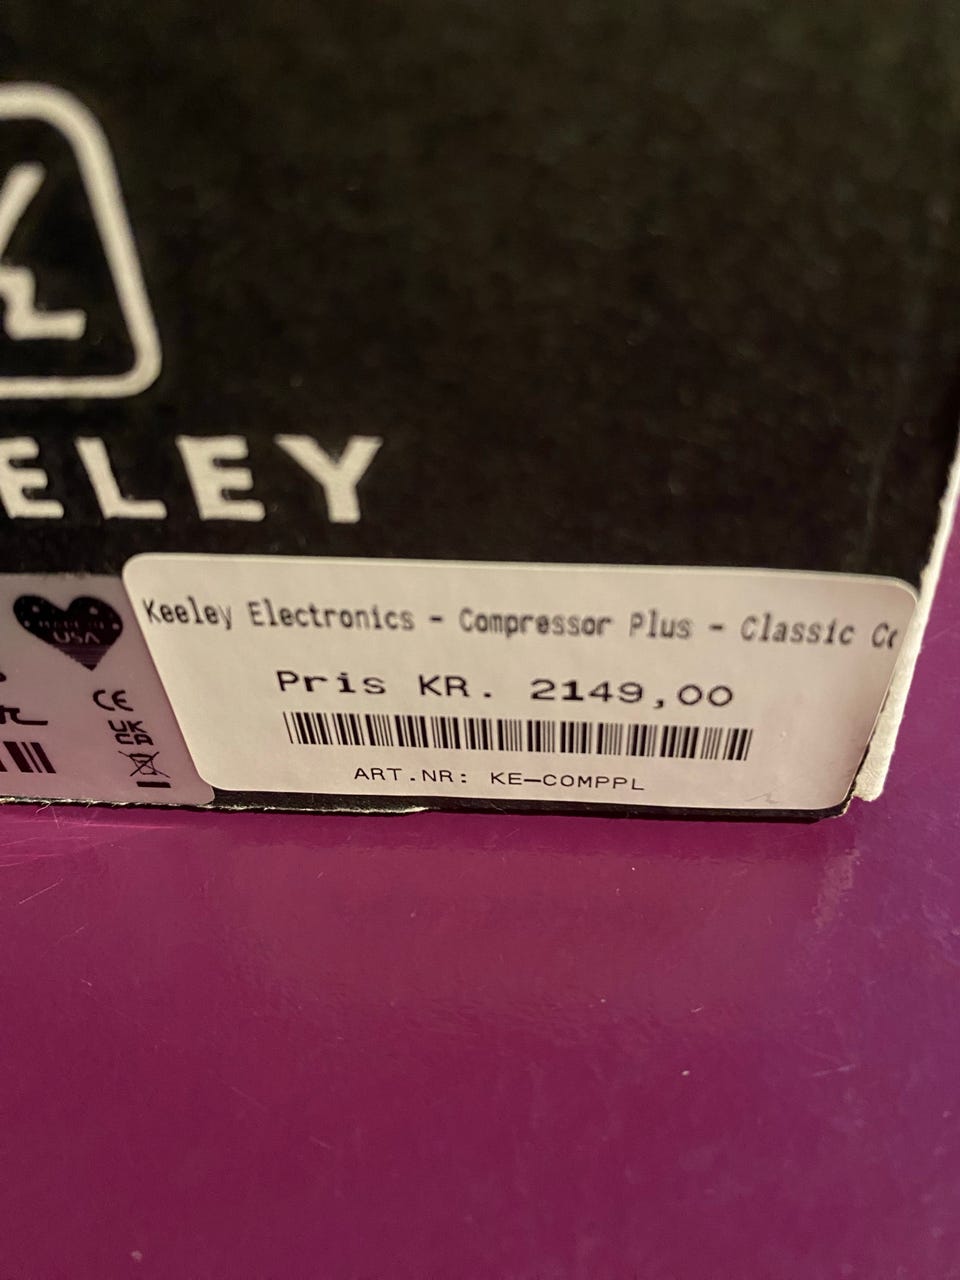 ELEY
MADE IN
USA
Keeley Electronics - Compressor Plus - Classic Co
Pris KR. 2149,00
CE
UK
CA
ART.NR: KE-COMPPL